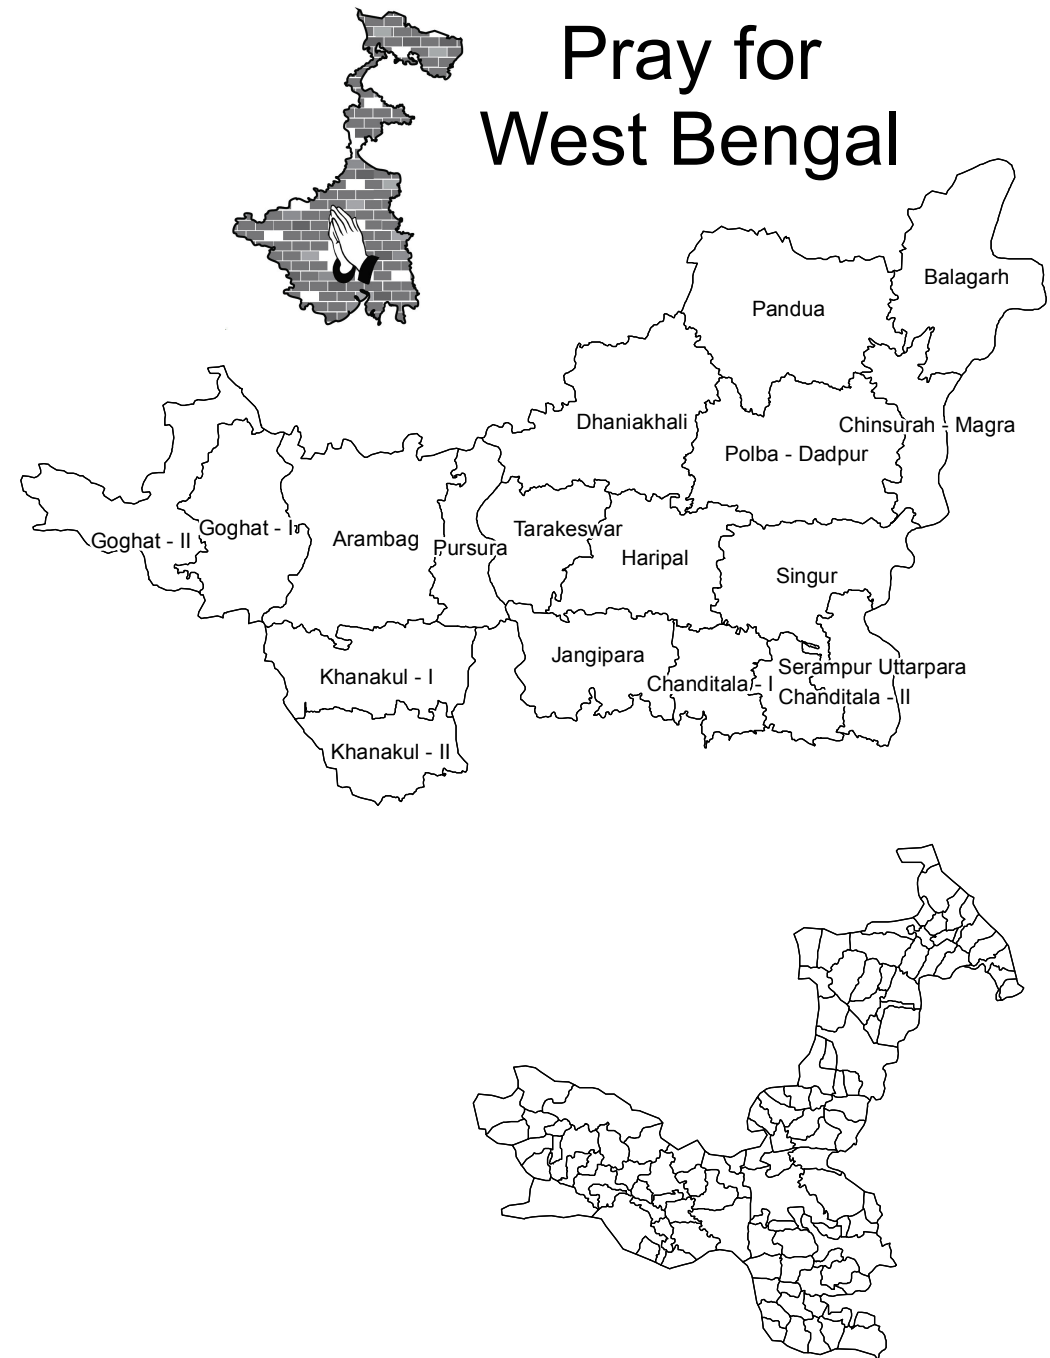 Pray for
West Bengal
Balagarh
Pandua
Dhaniakhali
Chinsurah - Magra
Polba - Dadpur
Goghat - II
Goghat - I
Arambag
Pursura
Tarakeswar
Haripal
Singur
Jangipara
Serampur Uttarpara
Khanakul - I
Chanditala - I
Chanditala - II
Khanakul - II